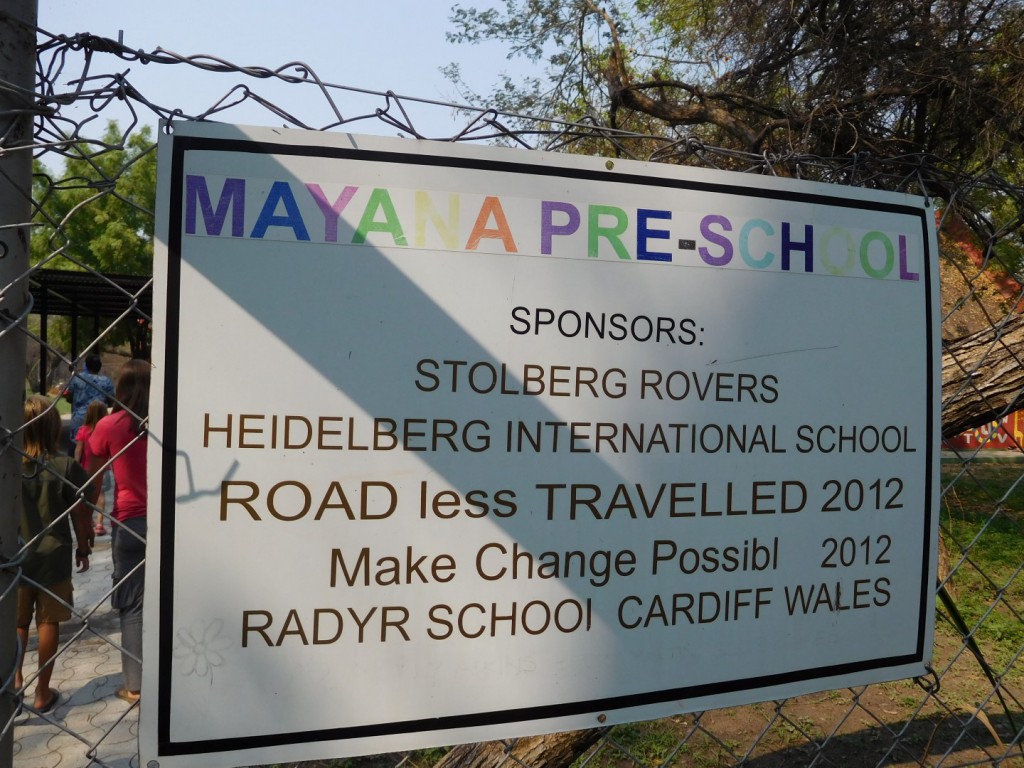 MAYANA PRE-SCHOOL
SPONSORS:
STOLBERG ROVERS
HEIDELBERG INTERNATIONAL SCHOOL
ROAD less TRAVELLED 2012
Make Change Possibl 2012
RADYR SCHOOl CARDIFF WALES